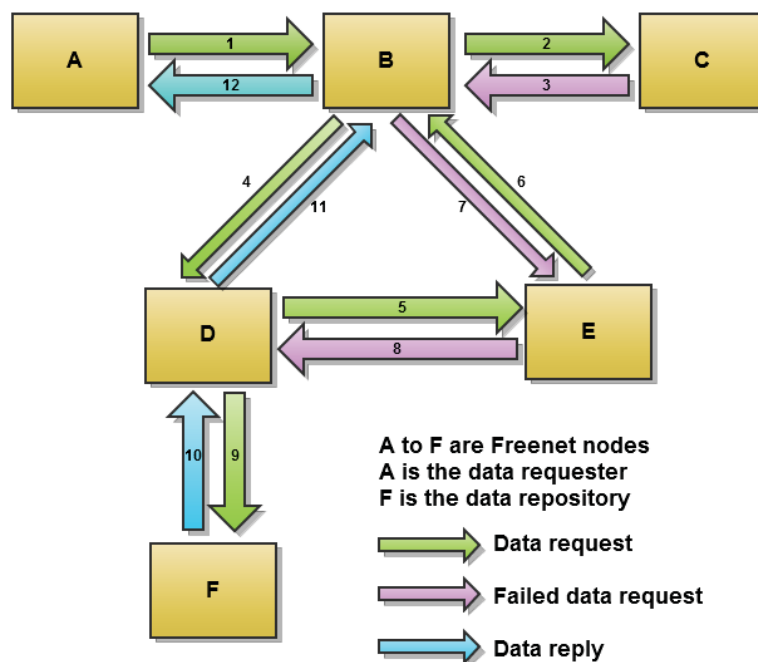 A
1
B
2
C
12
3
4
11
7
6
D
5
E
8
10
9
F
A to F are Freenet nodes
A is the data requester
F is the data repository
Data request
Failed data request
Data reply